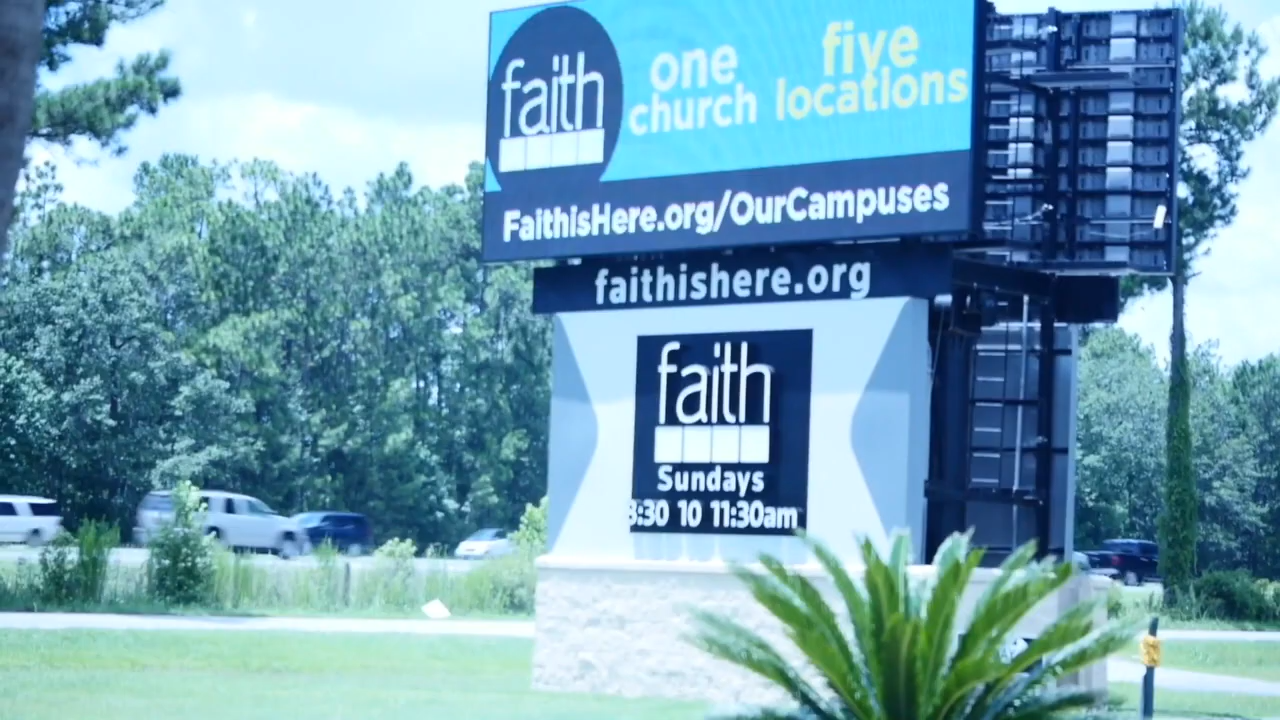 faith
one church
five locations
FaithisHere.org/OurCampuses
faithishere.org
faith
Sundays
8:30 10 11:30am